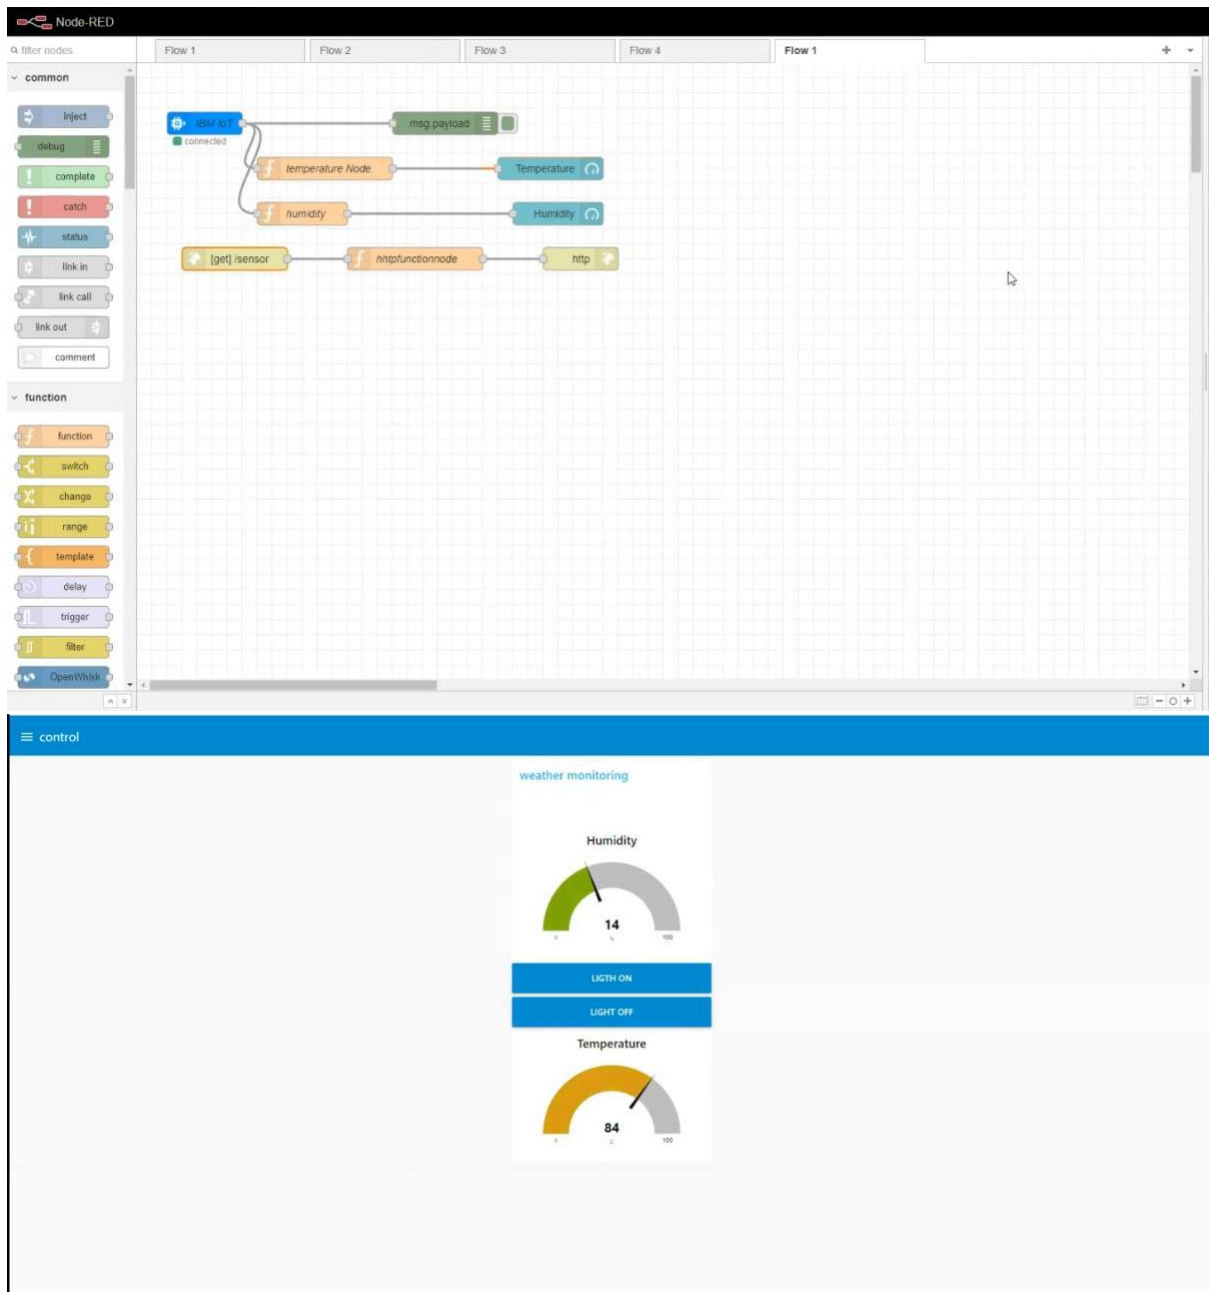 Node-RED
filter nodes
Flow 1
Flow 2
Flow 3
Flow 4
Flow 1
common
inject
debug
complete
catch
status
link in
link call
link out
comment
function
function
switch
change
range
template
delay
trigger
filter
OpenWhisk
IBM IoT
connected
msg.payload
temperature Node
Temperature
humidity
Humidity
[get] /sensor
hhtpfunctionnode
http
control
weather monitoring
Humidity
14
%
100
LIGTH ON
LIGHT OFF
Temperature
84
C
100